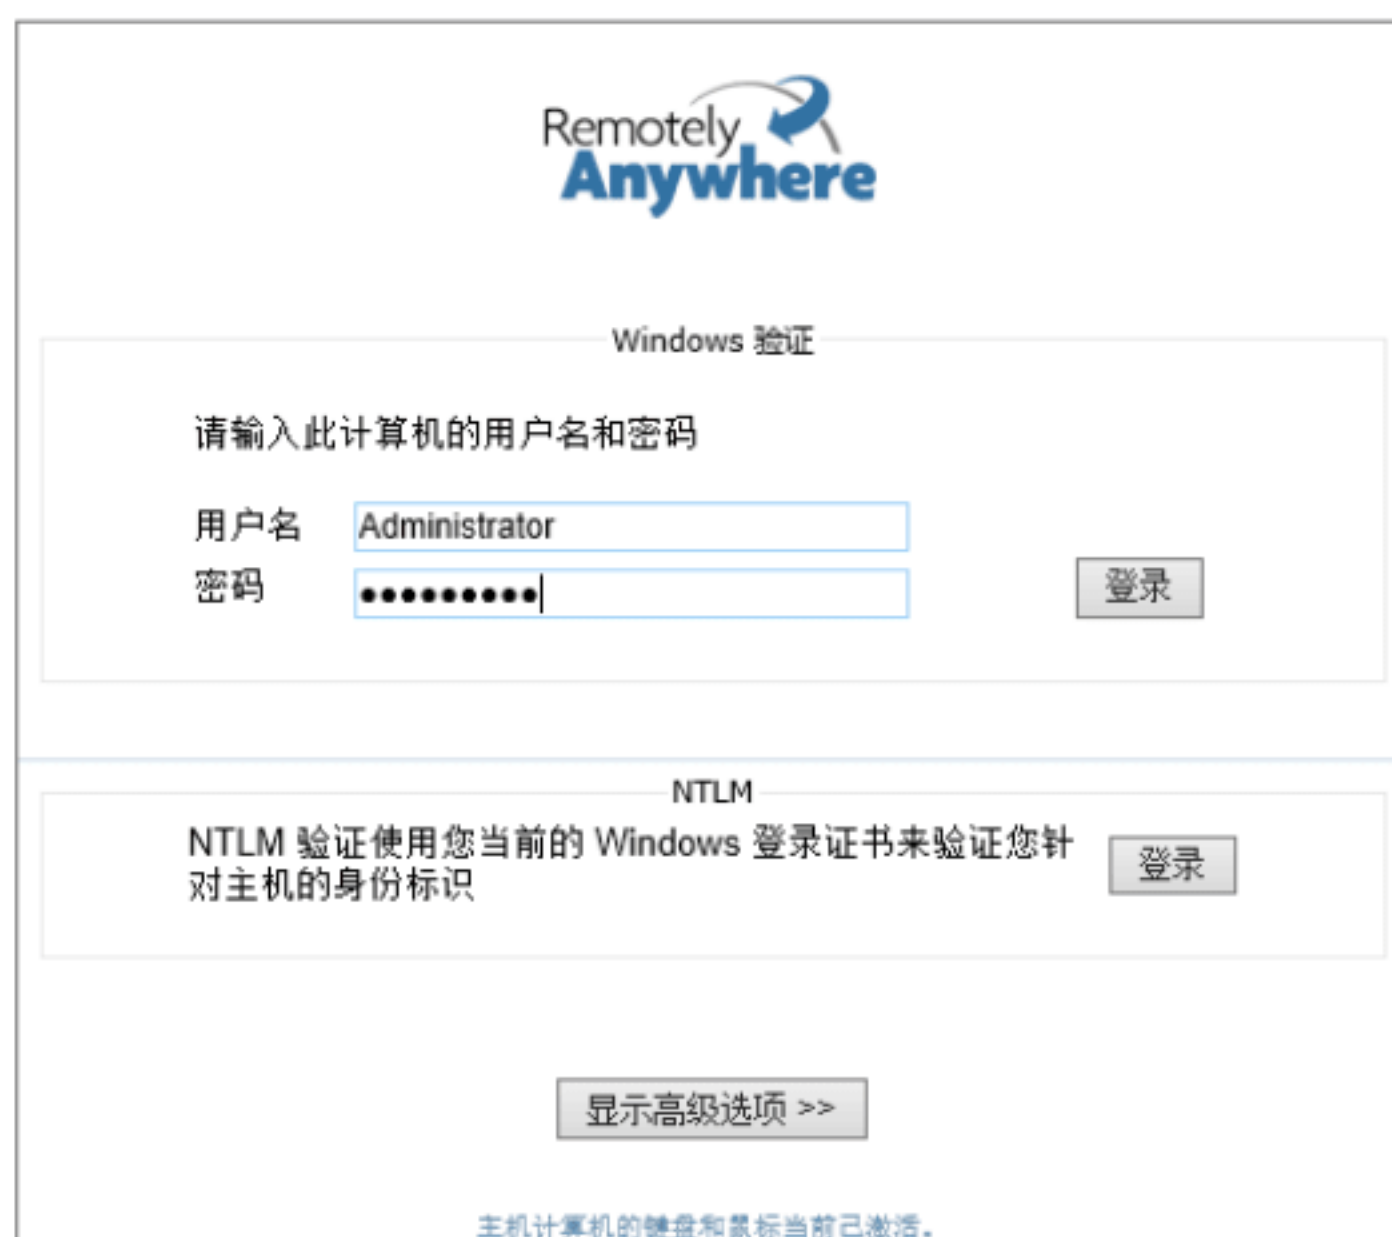 Remotely
Anywhere
Windows 验证
请输入此计算机的用户名和密码
用户名 Administrator
密码 ●●●●●●●●●
登录
NTLM
NTLM 验证使用您当前的 Windows 登录证书来验证您针
对主机的身份标识
登录
显示高级选项 >>
主机计算机的键盘和鼠标当前已激活。